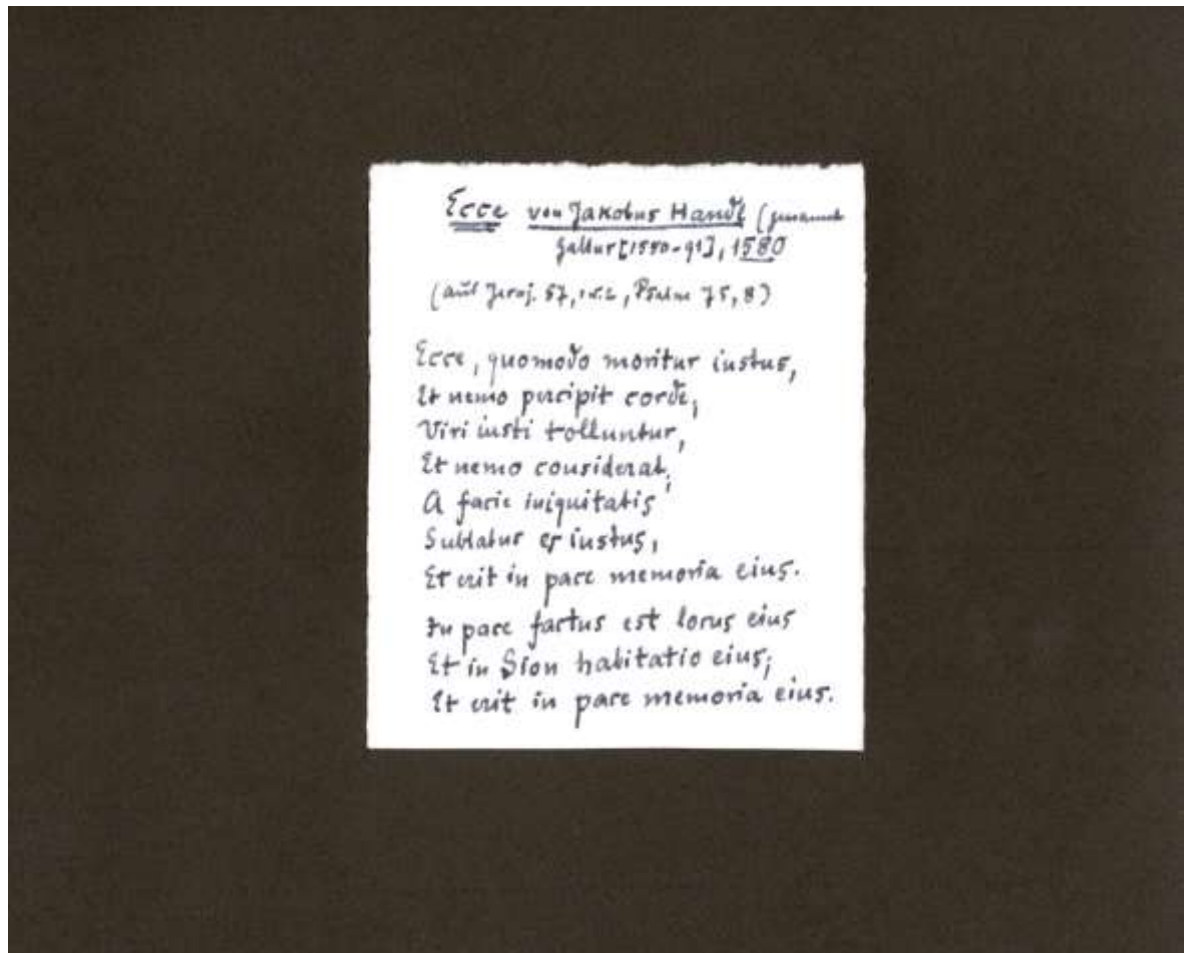 Ecce von Jakobus Handl (genannt
Gallus [1550-91], 1580
(aus Jesaj. 57, 1 u. 2, Psalm 75, 8)
Ecce, quomodo moritur iustus,
Et nemo percipit corde,
Viri iusti tolluntur,
Et nemo considerat;
A facie iniquitatis
Sublatus est iustus,
Et erit in pace memoria eius.
In pace factus est locus eius
Et in Sion habitatio eius;
Et erit in pace memoria eius.